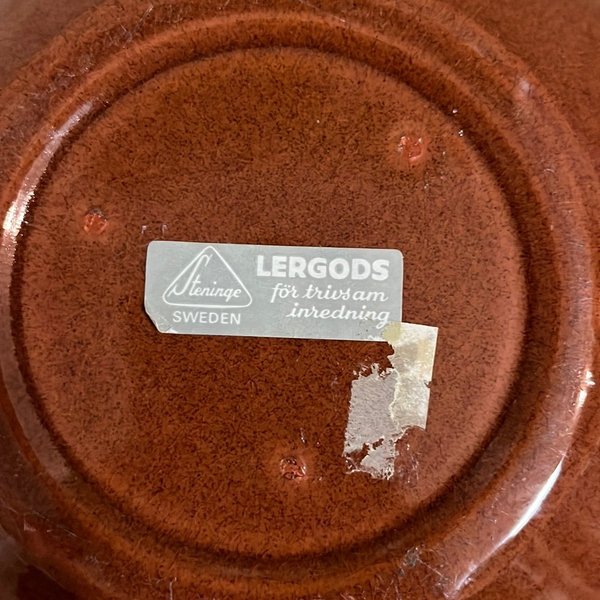 Steninge
SWEDEN
LERGODS
för trivsam
inredning